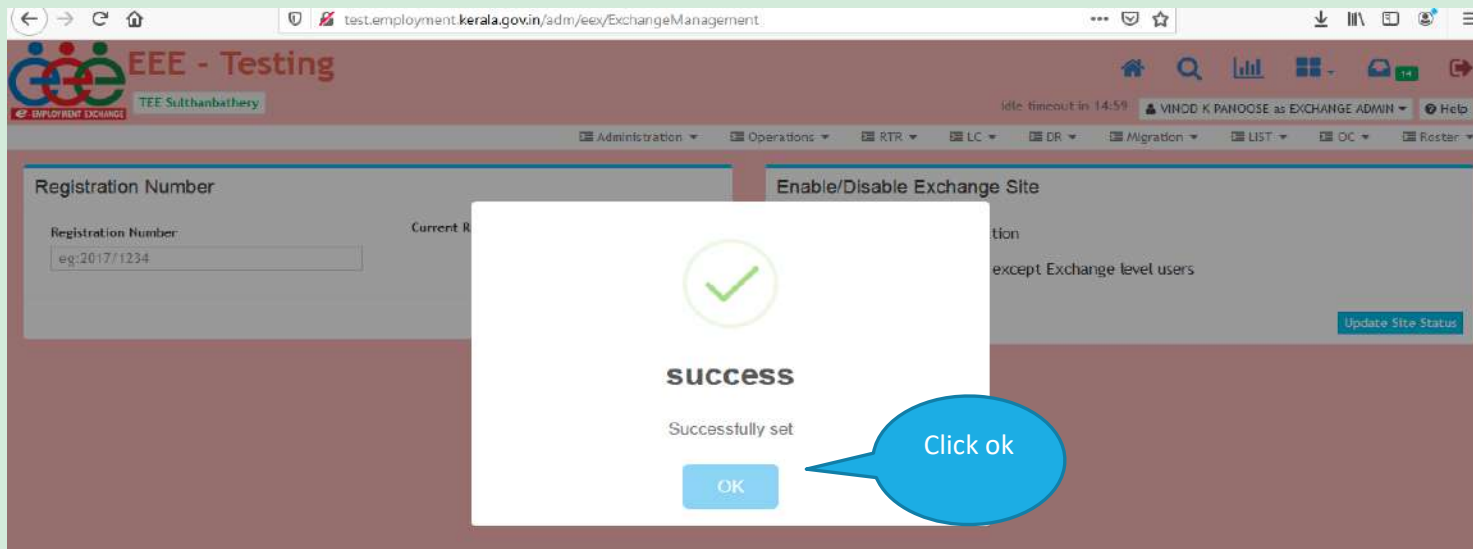 test.employment.kerala.gov.in/adm/eex/ExchangeManagement
EEE - Testing
e-EMPLOYMENT EXCHANGE
TEE Sulthanbathery
14
Idle timeout in 14:59
VINOD K PANOOSE as EXCHANGE ADMIN
Help
Administration
Operations
RTR
LC
DR
Migration
LIST
OC
Roster
Registration Number
Enable/Disable Exchange Site
Registration Number
Current R
eg:2017/1234
tion
except Exchange level users
Update Site Status
success
Successfully set
OK
Click ok